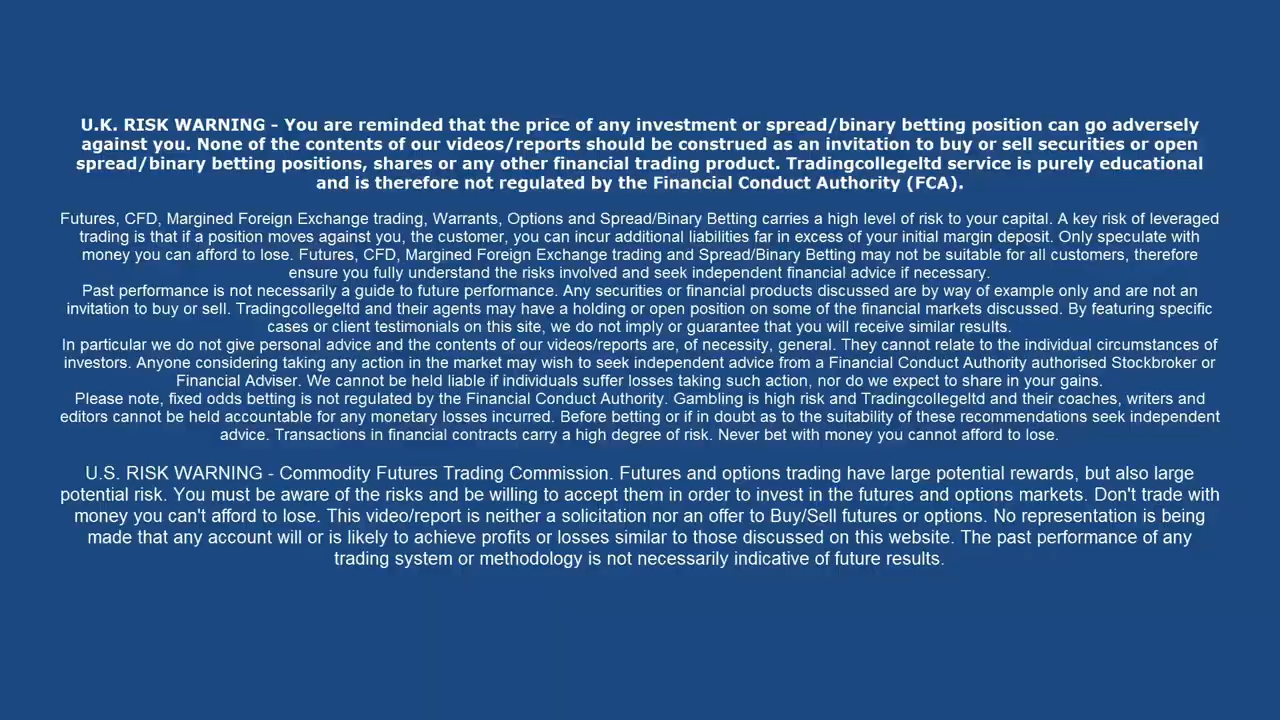 U.K. RISK WARNING - You are reminded that the price of any investment or spread/binary betting position can go adversely
against you. None of the contents of our videos/reports should be construed as an invitation to buy or sell securities or open
spread/binary betting positions, shares or any other financial trading product. Tradingcollegeltd service is purely educational
and is therefore not regulated by the Financial Conduct Authority (FCA).
Futures, CFD, Margined Foreign Exchange trading, Warrants, Options and Spread/Binary Betting carries a high level of risk to your capital. A key risk of leveraged
trading is that if a position moves against you, the customer, you can incur additional liabilities far in excess of your initial margin deposit. Only speculate with
money you can afford to lose. Futures, CFD, Margined Foreign Exchange trading and Spread/Binary Betting may not be suitable for all customers, therefore
ensure you fully understand the risks involved and seek independent financial advice if necessary.
Past performance is not necessarily a guide to future performance. Any securities or financial products discussed are by way of example only and are not an
invitation to buy or sell. Tradingcollegeltd and their agents may have a holding or open position on some of the financial markets discussed. By featuring specific
cases or client testimonials on this site, we do not imply or guarantee that you will receive similar results.
In particular we do not give personal advice and the contents of our videos/reports are, of necessity, general. They cannot relate to the individual circumstances of
investors. Anyone considering taking any action in the market may wish to seek independent advice from a Financial Conduct Authority authorised Stockbroker or
Financial Adviser. We cannot be held liable if individuals suffer losses taking such action, nor do we expect to share in your gains.
Please note, fixed odds betting is not regulated by the Financial Conduct Authority. Gambling is high risk and Tradingcollegeltd and their coaches, writers and
editors cannot be held accountable for any monetary losses incurred. Before betting or if in doubt as to the suitability of these recommendations seek independent
advice. Transactions in financial contracts carry a high degree of risk. Never bet with money you cannot afford to lose.
U.S. RISK WARNING - Commodity Futures Trading Commission. Futures and options trading have large potential rewards, but also large
potential risk. You must be aware of the risks and be willing to accept them in order to invest in the futures and options markets. Don't trade with
money you can't afford to lose. This video/report is neither a solicitation nor an offer to Buy/Sell futures or options. No representation is being
made that any account will or is likely to achieve profits or losses similar to those discussed on this website. The past performance of any
trading system or methodology is not necessarily indicative of future results.